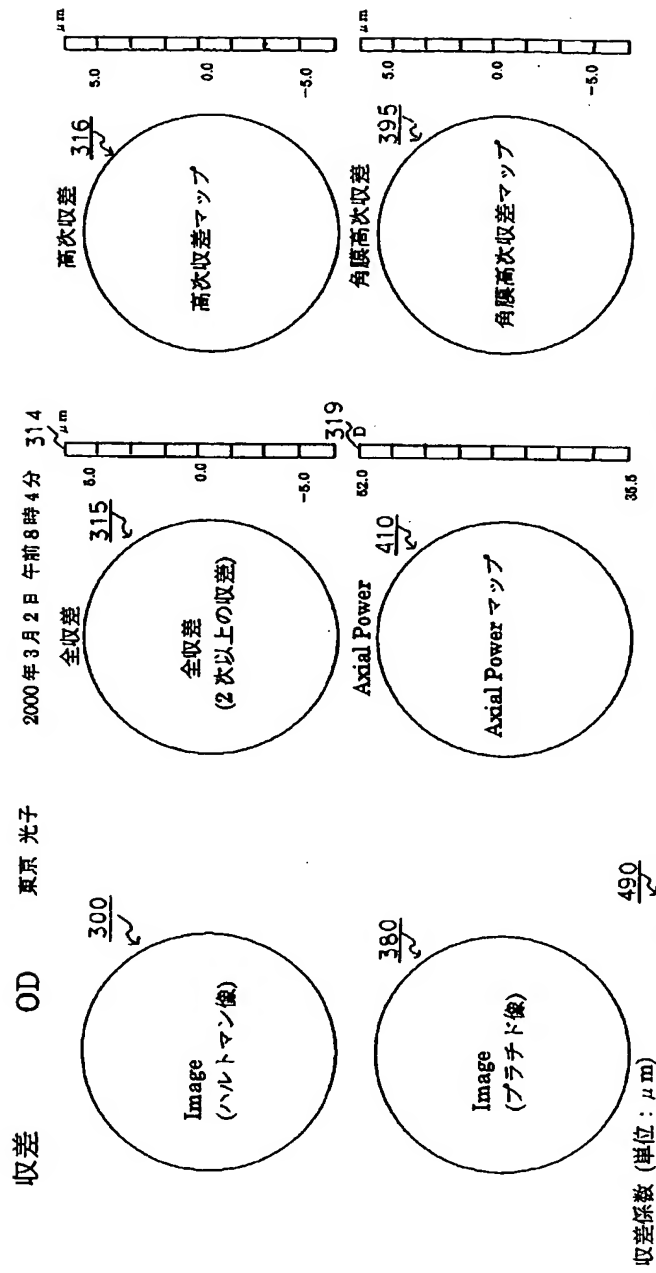 収差 OD 東京 光子 2000年3月2日 午前8時4分
300
Image
(ハルトマン像)
全収差
315
全収差
(2次以上の収差)
314
μm
5.0
0.0
-5.0
高次収差
316
高次収差マップ
μm
5.0
0.0
-5.0
380
Image
(プラチド像)
Axial Power
410
Axial Power マップ
319
D
52.0
35.5
角膜高次収差
395
角膜高次収差マップ
μm
5.0
0.0
-5.0
490
収差係数 (単位：μm)